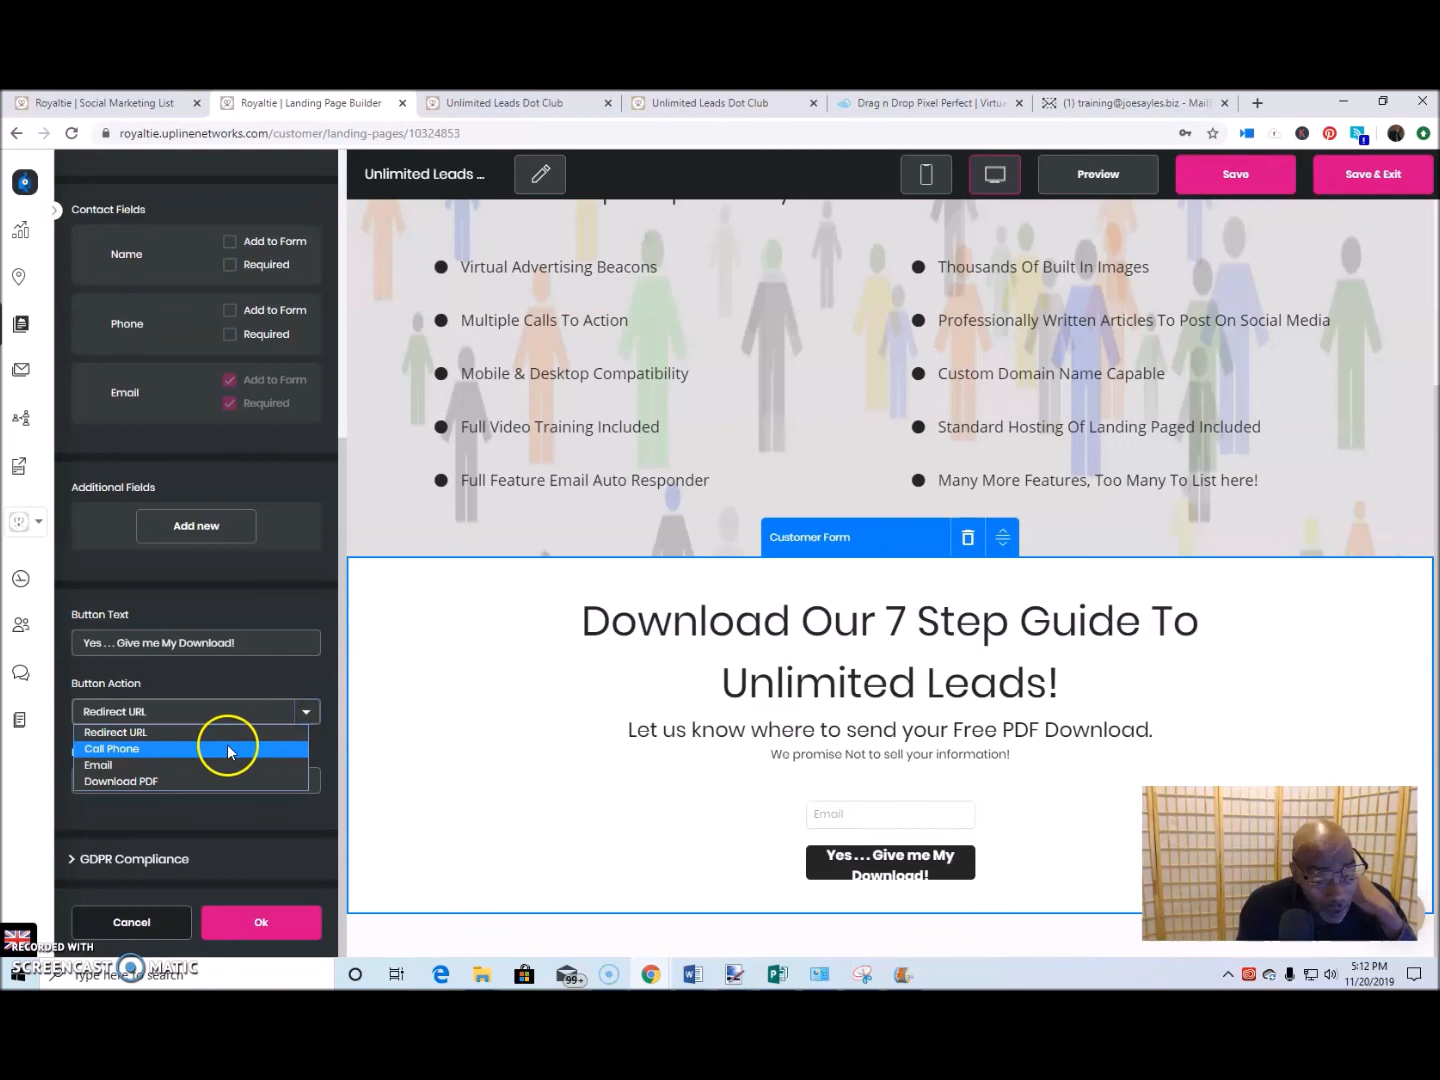 Royaltie | Social Marketing List
Royaltie | Landing Page Builder
Unlimited Leads Dot Club
Unlimited Leads Dot Club
Drag n Drop Pixel Perfect | Virtu
(1) training@joesayles.biz - Mail
royaltie.uplinenetworks.com/customer/landing-pages/10324853
Unlimited Leads ...
Preview
Save
Save & Exit
Contact Fields
Name
Add to Form
Required
Phone
Add to Form
Required
Email
Add to Form
Required
Additional Fields
Add new
Button Text
Yes . . . Give me My Download!
Button Action
Redirect URL
Redirect URL
Call Phone
Email
Download PDF
GDPR Compliance
Cancel
Ok
Virtual Advertising Beacons
Multiple Calls To Action
Mobile & Desktop Compatibility
Full Video Training Included
Full Feature Email Auto Responder
Thousands Of Built In Images
Professionally Written Articles To Post On Social Media
Custom Domain Name Capable
Standard Hosting Of Landing Paged Included
Many More Features, Too Many To List here!
Customer Form
Download Our 7 Step Guide To
Unlimited Leads!
Let us know where to send your Free PDF Download.
We promise Not to sell your information!
Email
Yes . . . Give me My
Download!
RECORDED WITH
SCREENCAST MATIC
Type here to search
99+
5:12 PM
11/20/2019